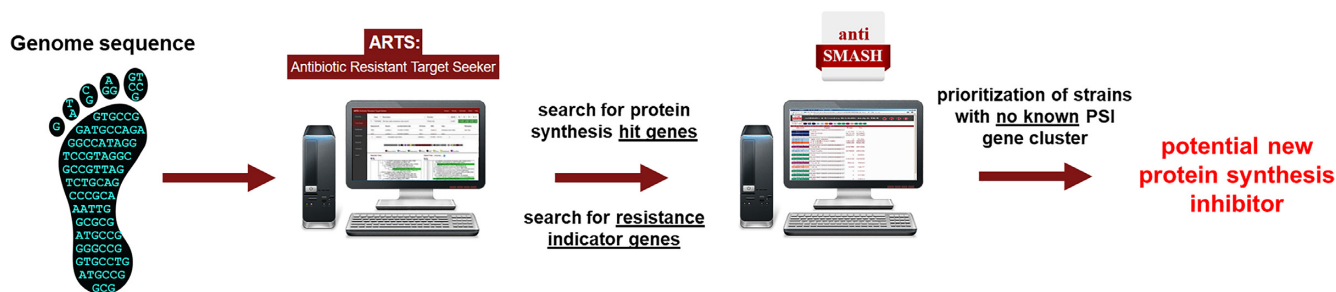 Genome sequence
G
T
A
C
G
A
GG
GT
CC
G
GTGCCG
GATGCCAGA
GGCCATAGG
TCCGTAGGC
GCCGTTAG
TCTGCAG
CCCGCA
AATTG
GCGCG
ATGCCG
GGGCCG
GTGCCTG
ATGCCG
GCG
ARTS:
Antibiotic Resistant Target Seeker
search for protein
synthesis hit genes
search for resistance
indicator genes
anti
SMASH
prioritization of strains
with no known PSI
gene cluster
potential new
protein synthesis
inhibitor